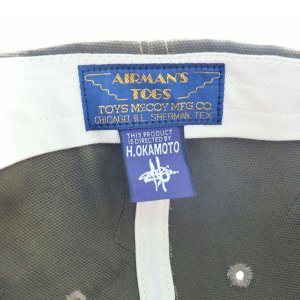 AIRMAN'S
TOGS
TOYS McCOY MFG.CO.
CHICAGO, ILL. SHERMAN, TEX.
THIS PRODUCT
IS DIRECTED BY
H.OKAMOTO